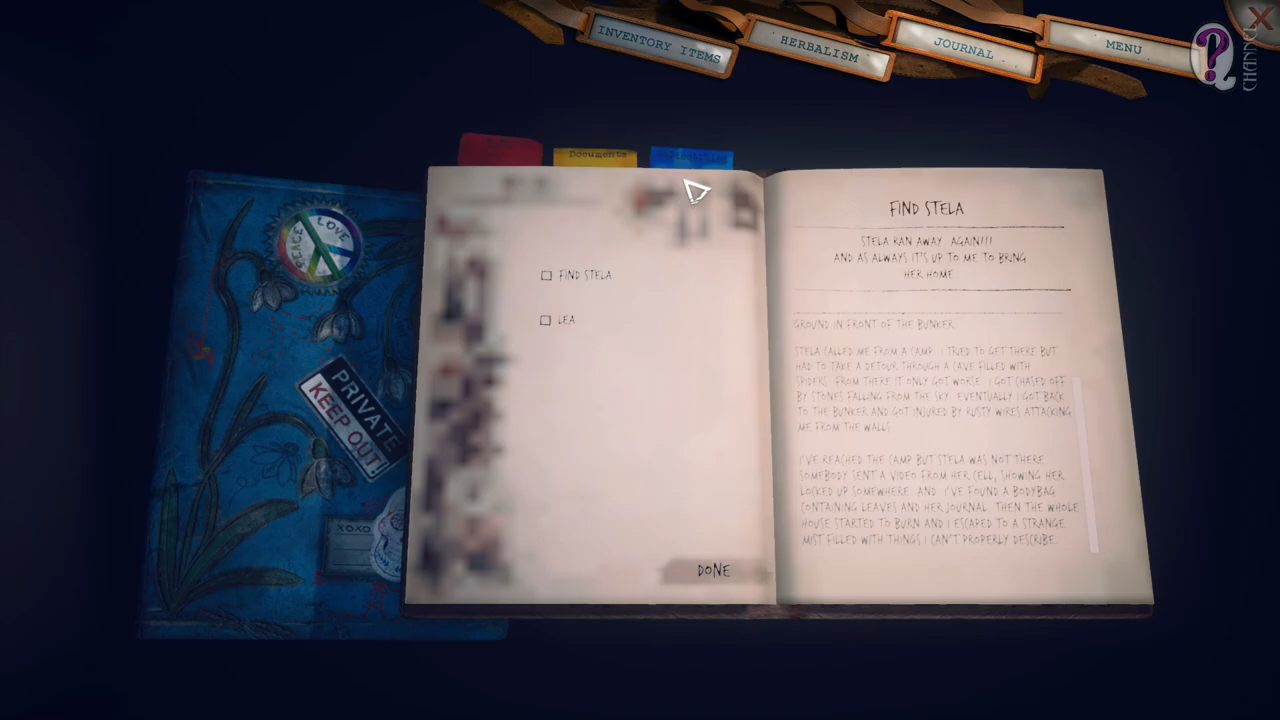 INVENTORY ITEMS
HERBALISM
JOURNAL
MENU
CHANNEL
Documents
PEACE LOVE
PRIVATE
KEEP OUT!
XOXO
FIND STELA
LEA
DONE
FIND STELA
STELA RAN AWAY. AGAIN!!!
AND AS ALWAYS IT'S UP TO ME TO BRING
HER HOME
GROUND IN FRONT OF THE BUNKER.
STELA CALLED ME FROM A CAMP. I TRIED TO GET THERE BUT
HAD TO TAKE A DETOUR THROUGH A CAVE FILLED WITH
SPIDERS. FROM THERE IT ONLY GOT WORSE. I GOT CHASED OFF
BY STONES FALLING FROM THE SKY. EVENTUALLY I GOT BACK
TO THE BUNKER AND GOT INJURED BY RUSTY WIRES ATTACKING
ME FROM THE WALLS.
I'VE REACHED THE CAMP BUT STELA WAS NOT THERE.
SOMEBODY SENT A VIDEO FROM HER CELL, SHOWING HER
LOCKED UP SOMEWHERE. AND I'VE FOUND A BODYBAG
CONTAINING LEAVES AND HER JOURNAL. THEN THE WHOLE
HOUSE STARTED TO BURN AND I ESCAPED TO A STRANGE
MIST FILLED WITH THINGS I CAN'T PROPERLY DESCRIBE.